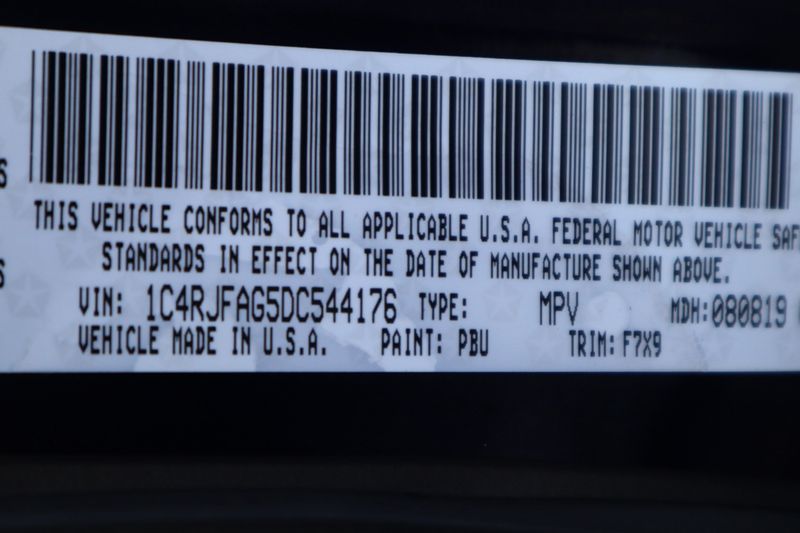 THIS VEHICLE CONFORMS TO ALL APPLICABLE U.S.A. FEDERAL MOTOR VEHICLE SAF
STANDARDS IN EFFECT ON THE DATE OF MANUFACTURE SHOWN ABOVE.
VIN: 1C4RJFAG5DC544176 TYPE: MPV MDH: 080819
VEHICLE MADE IN U.S.A. PAINT: PBU TRIM: F7X9